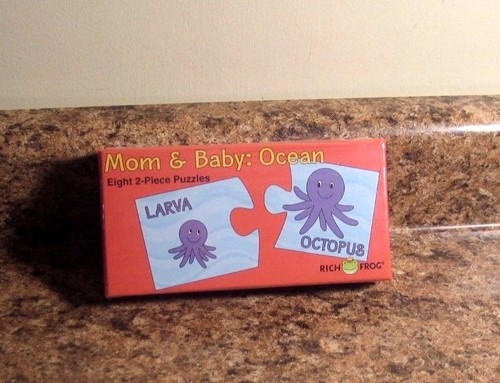 Mom & Baby: Ocean
Eight 2-Piece Puzzles
LARVA
OCTOPUS
RICH FROG